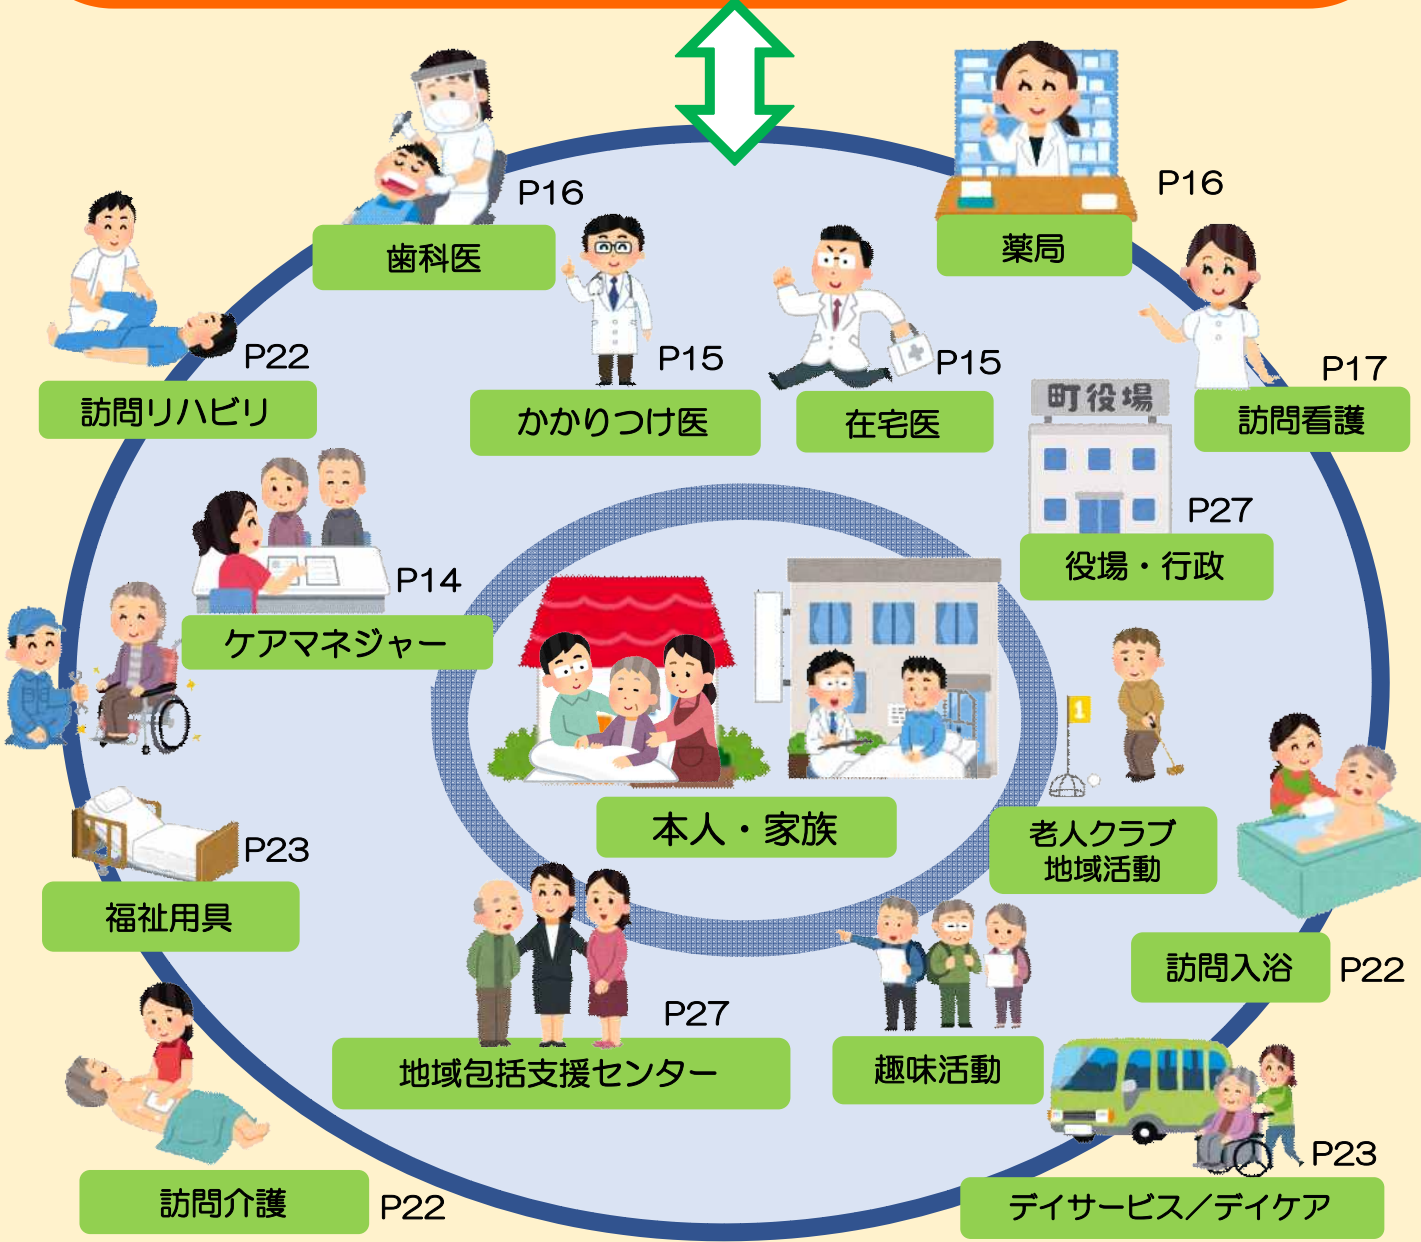 P16
歯科医
P16
薬局
P22
訪問リハビリ
P15
かかりつけ医
P15
在宅医
P17
訪問看護
町役場
P27
役場・行政
P14
ケアマネジャー
本人・家族
1
老人クラブ
地域活動
P23
福祉用具
訪問入浴
P22
P27
地域包括支援センター
趣味活動
訪問介護
P22
P23
デイサービス／デイケア